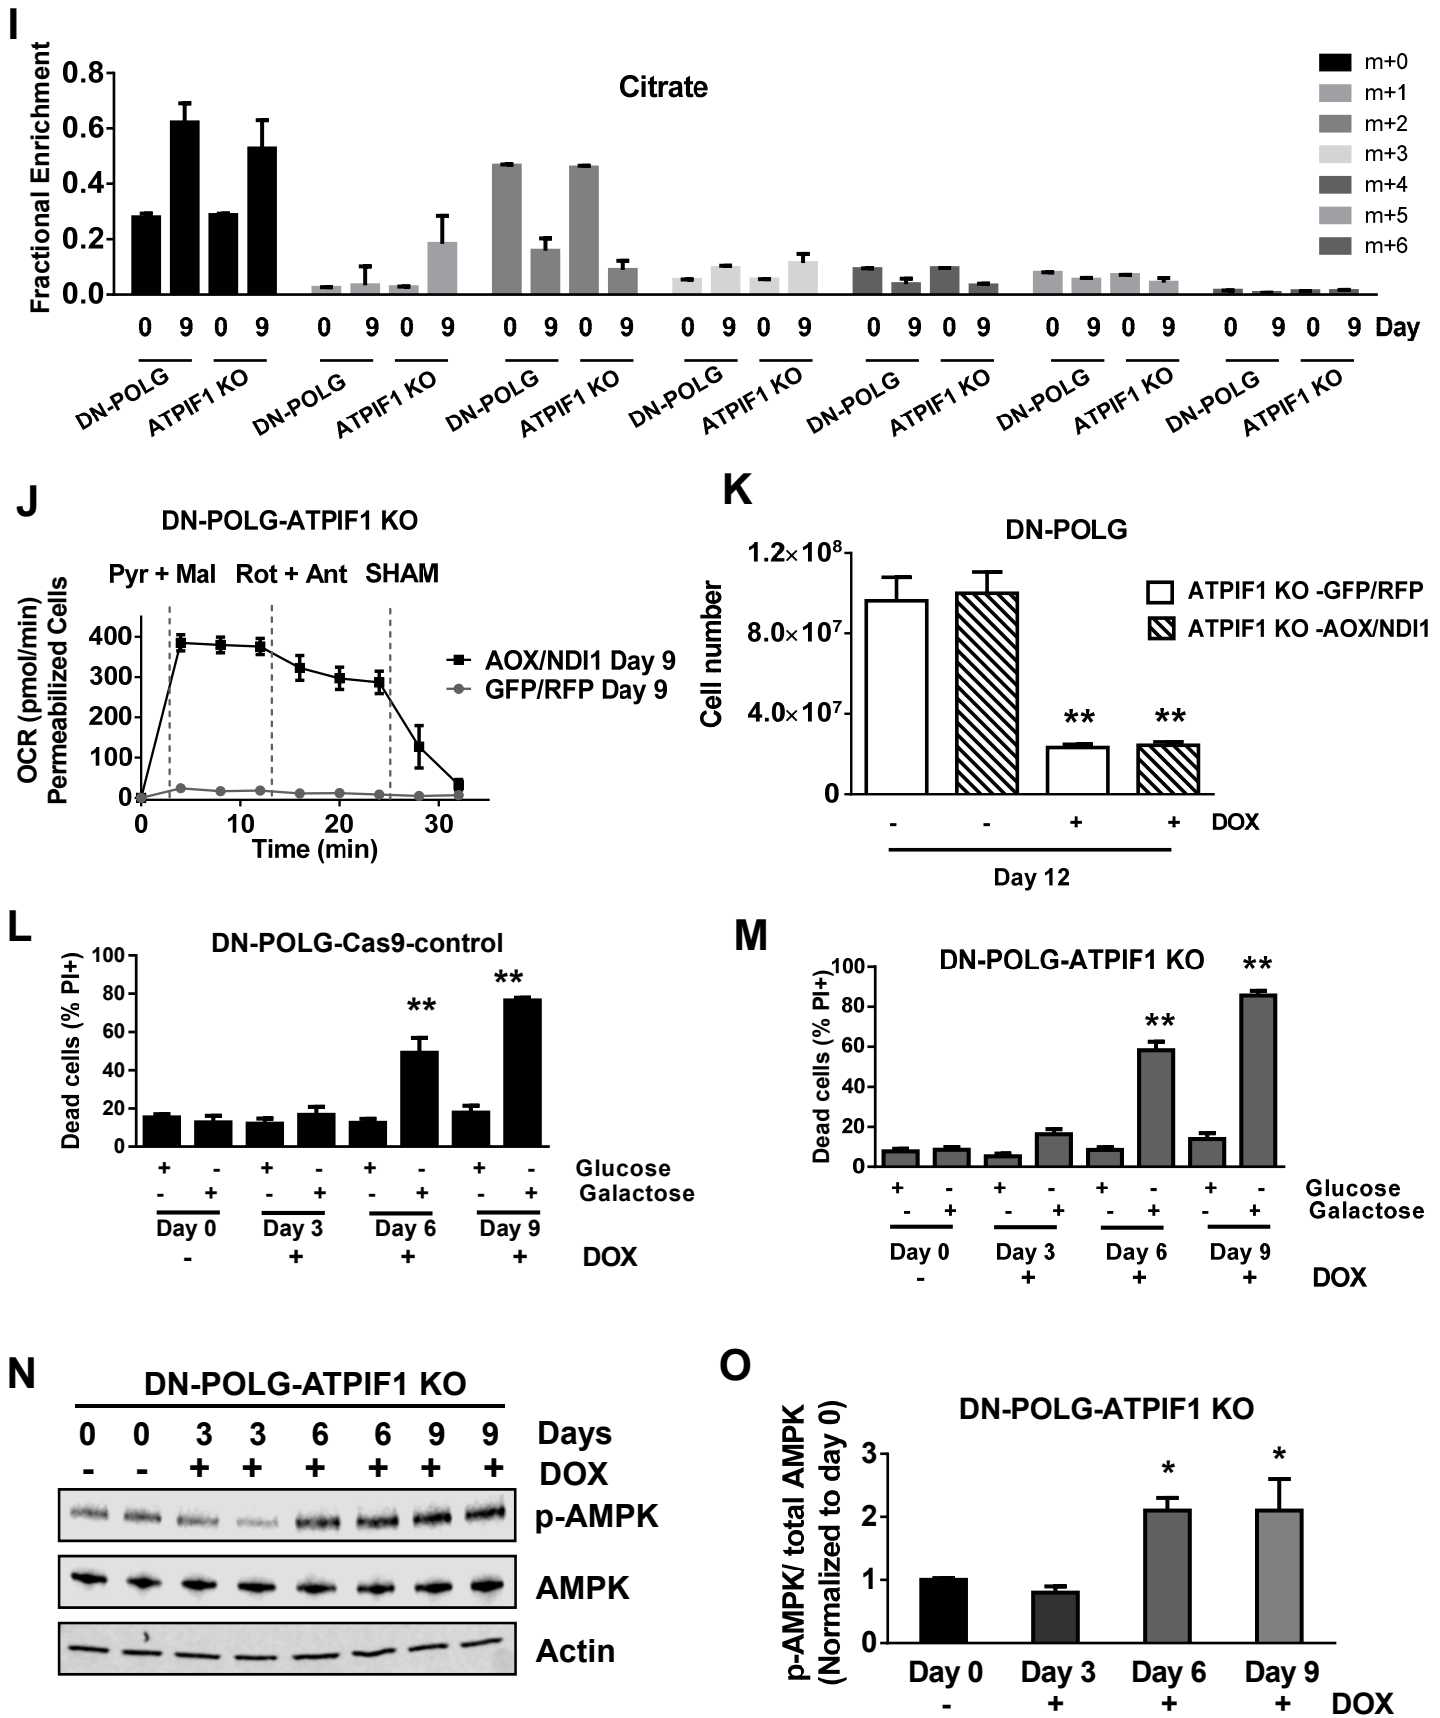 I
Citrate
Fractional Enrichment
0.8
0.6
0.4
0.2
0.0
m+0
m+1
m+2
m+3
m+4
m+5
m+6
0 9 0 9 0 9 0 9 0 9 0 9 0 9 0 9 0 9 0 9 0 9 0 9 0 9 0 9 Day
DN-POLG ATPIF1 KO DN-POLG ATPIF1 KO DN-POLG ATPIF1 KO DN-POLG ATPIF1 KO DN-POLG ATPIF1 KO DN-POLG ATPIF1 KO DN-POLG ATPIF1 KO
J
DN-POLG-ATPIF1 KO
Pyr + Mal Rot + Ant SHAM
OCR (pmol/min)
Permeabilized Cells
400
300
200
100
0
0 10 20 30
Time (min)
AOX/NDI1 Day 9
GFP/RFP Day 9
K
DN-POLG
Cell number
1.2×10⁸
8.0×10⁷
4.0×10⁷
0
** **
ATPIF1 KO -GFP/RFP
ATPIF1 KO -AOX/NDI1
- - + + DOX
Day 12
L
DN-POLG-Cas9-control
Dead cells (% PI+)
100
80
60
40
20
0
** **
+ - + - + - + - Glucose
- + - + - + - + Galactose
Day 0 Day 3 Day 6 Day 9
- + + + DOX
M
DN-POLG-ATPIF1 KO
Dead cells (% PI+)
100
80
60
40
20
0
** **
+ - + - + - + - Glucose
- + - + - + - + Galactose
Day 0 Day 3 Day 6 Day 9
- + + + DOX
N
DN-POLG-ATPIF1 KO
0 0 3 3 6 6 9 9 Days
- - + + + + + + DOX
p-AMPK
AMPK
Actin
O
DN-POLG-ATPIF1 KO
p-AMPK/ total AMPK
(Normalized to day 0)
3
2
1
0
* *
Day 0 Day 3 Day 6 Day 9
- + + + DOX